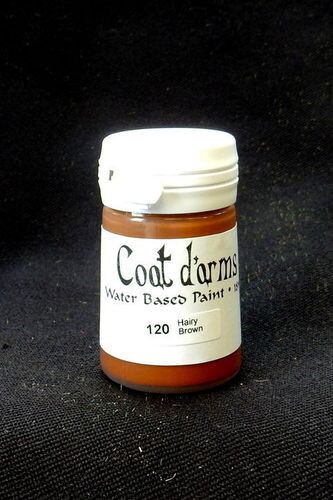 Coat d'arms
Water Based Paint •
120 Hairy
Brown